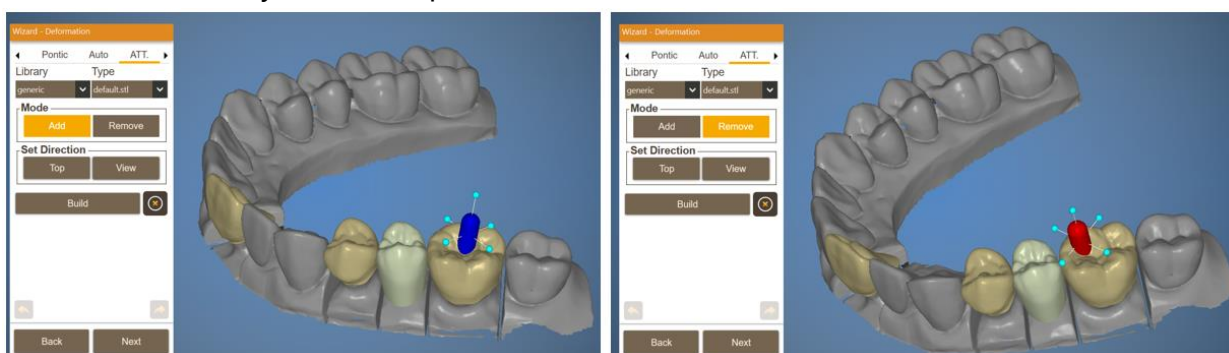 Wizard - Deformation
Pontic Auto ATT.
Library Type
generic default.stl
Mode
Add Remove
Set Direction
Top View
Build
Back Next
Wizard - Deformation
Pontic Auto ATT.
Library Type
generic default.stl
Mode
Add Remove
Set Direction
Top View
Build
Back Next